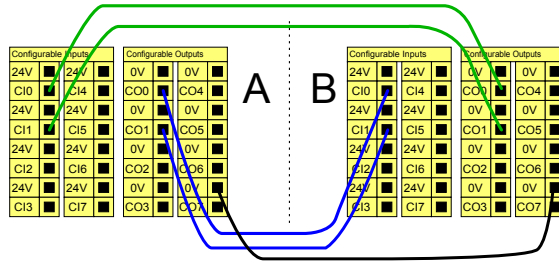 Configurable Inputs Configurable Outputs A B Configurable Inputs Configurable Outputs
24V 24V 0V 0V 24V 24V 0V 0V
CI0 CI4 CO0 CO4 CI0 CI4 CO0 CO4
24V 24V 0V 0V 24V 24V 0V 0V
CI1 CI5 CO1 CO5 CI1 CI5 CO1 CO5
24V 24V 0V 0V 24V 24V 0V 0V
CI2 CI6 CO2 CO6 CI2 CI6 CO2 CO6
24V 24V 0V 0V 24V 24V 0V 0V
CI3 CI7 CO3 CO7 CI3 CI7 CO3 CO7